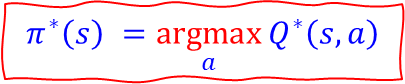 π*(s) = argmax Q*(s, a)
a